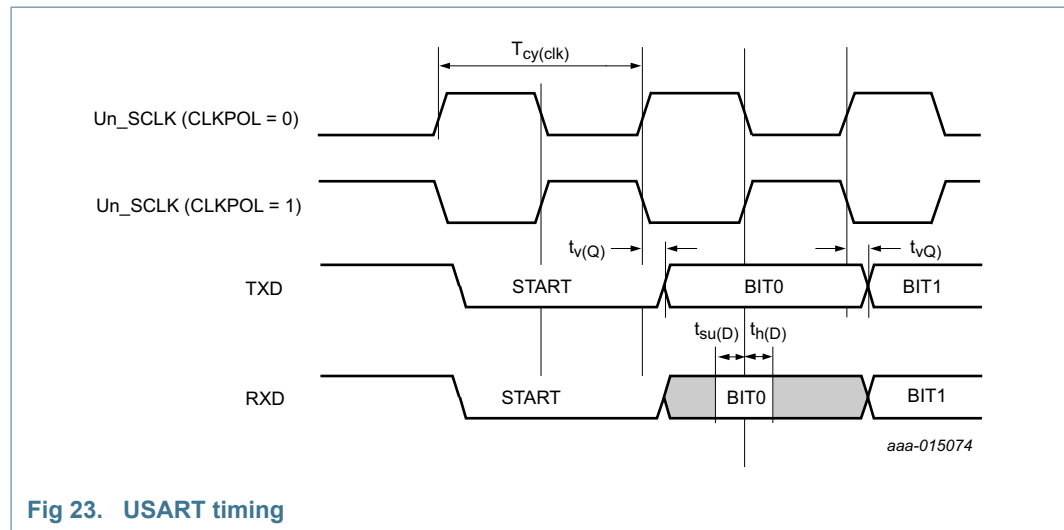 Tcy(clk)
Un_SCLK (CLKPOL = 0)
Un_SCLK (CLKPOL = 1)
tv(Q)
tvQ)
TXD
START
BIT0
BIT1
tsu(D)
th(D)
RXD
START
BIT0
BIT1
aaa-015074
Fig 23. USART timing